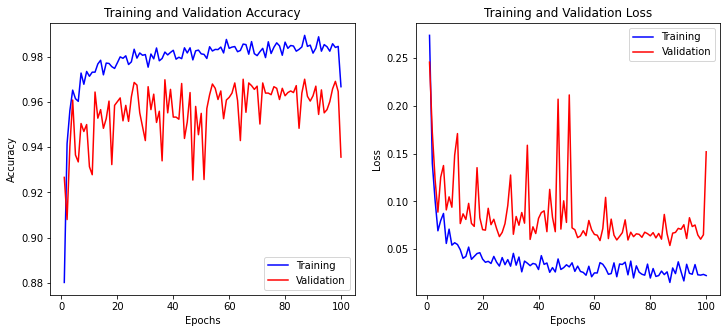 Training and Validation Accuracy
0.98
0.96
0.94
0.92
0.90
0.88
Accuracy
0
20
40
60
80
100
Epochs
Training
Validation
Training and Validation Loss
0.25
0.20
0.15
0.10
0.05
Loss
0
20
40
60
80
100
Epochs
Training
Validation